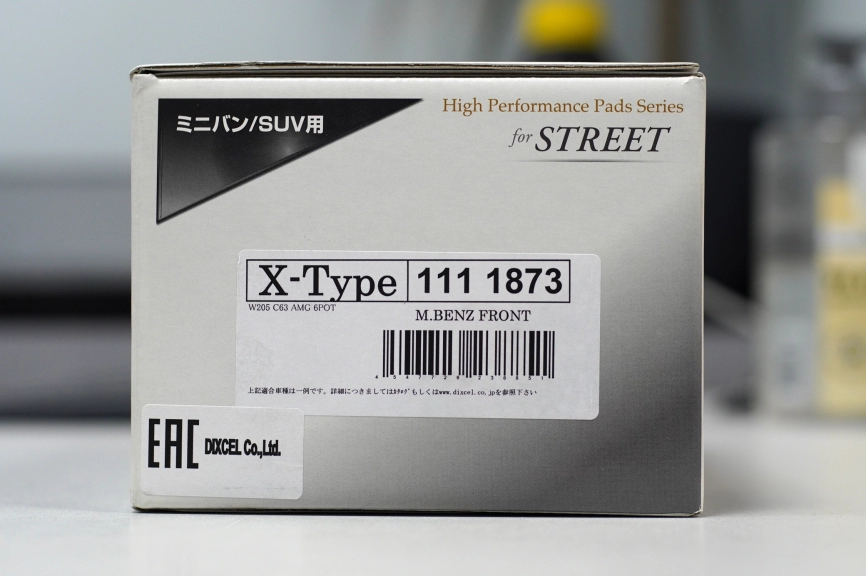 ミニバン/SUV用
High Performance Pads Series
for STREET
X-Type 111 1873
W205 C63 AMG 6POT
M.BENZ FRONT
上記適合車種は一例です。詳細につきましてはｶﾀﾛｸﾞもしくはwww.dixcel.co.jpを参照下さい
EAC DIXCEL Co.,Ltd.